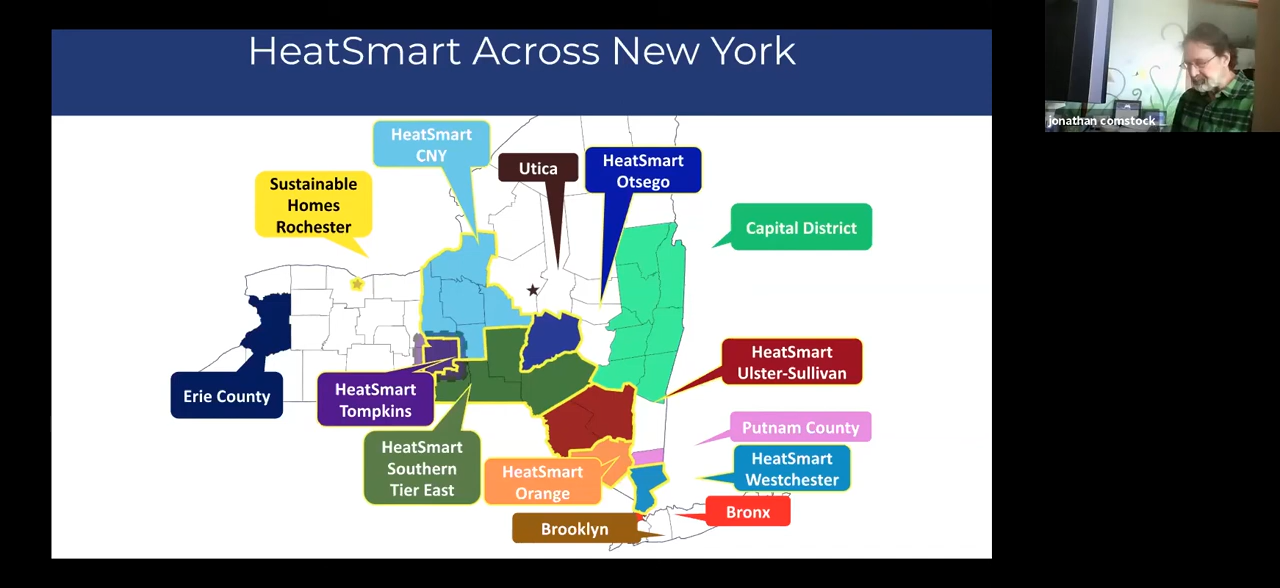 HeatSmart Across New York
jonathan comstock
HeatSmart
CNY
Utica
HeatSmart
Otsego
Sustainable
Homes
Rochester
Capital District
HeatSmart
Ulster-Sullivan
Erie County
HeatSmart
Tompkins
Putnam County
HeatSmart
Southern
Tier East
HeatSmart
Orange
HeatSmart
Westchester
Bronx
Brooklyn